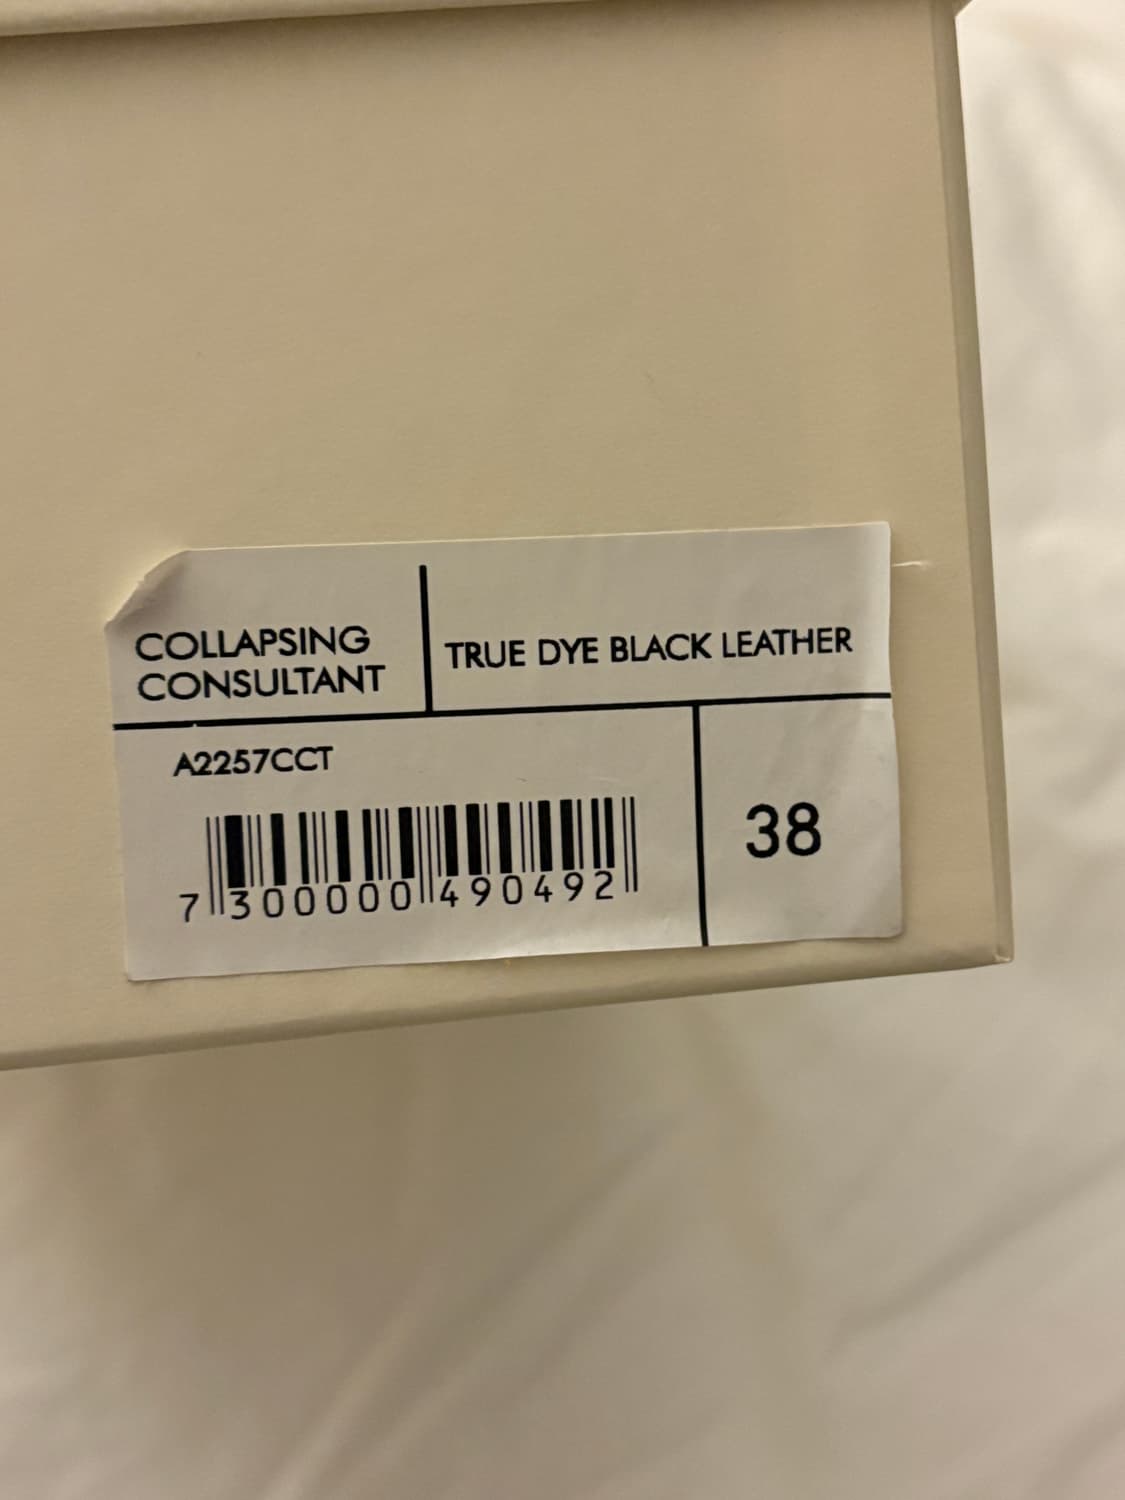 COLLAPSING
CONSULTANT
TRUE DYE BLACK LEATHER
A2257CCT
7 300000 490492
38